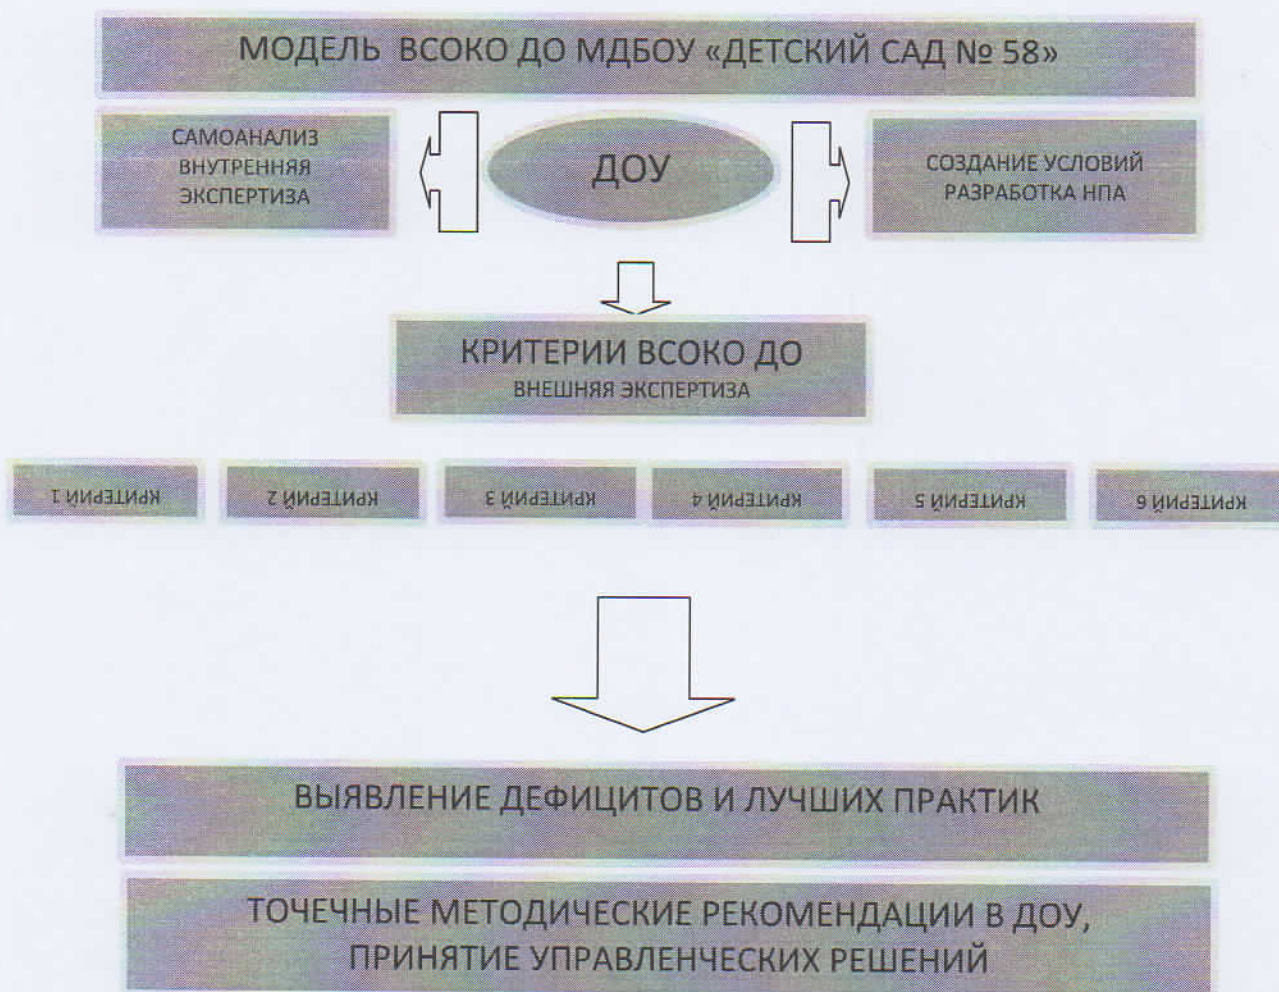 МОДЕЛЬ ВСОКО ДО МДБОУ «ДЕТСКИЙ САД № 58»
САМОАНАЛИЗ
ВНУТРЕННЯЯ
ЭКСПЕРТИЗА
ДОУ
СОЗДАНИЕ УСЛОВИЙ
РАЗРАБОТКА НПА
КРИТЕРИИ ВСОКО ДО
ВНЕШНЯЯ ЭКСПЕРТИЗА
КРИТЕРИЙ 1
КРИТЕРИЙ 2
КРИТЕРИЙ 3
КРИТЕРИЙ 4
КРИТЕРИЙ 5
КРИТЕРИЙ 6
ВЫЯВЛЕНИЕ ДЕФИЦИТОВ И ЛУЧШИХ ПРАКТИК
ТОЧЕЧНЫЕ МЕТОДИЧЕСКИЕ РЕКОМЕНДАЦИИ В ДОУ,
ПРИНЯТИЕ УПРАВЛЕНЧЕСКИХ РЕШЕНИЙ